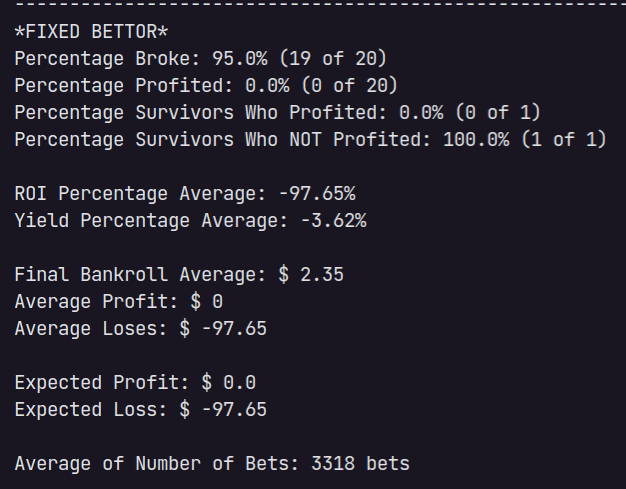 *FIXED BETTOR*
Percentage Broke: 95.0% (19 of 20)
Percentage Profited: 0.0% (0 of 20)
Percentage Survivors Who Profited: 0.0% (0 of 1)
Percentage Survivors Who NOT Profited: 100.0% (1 of 1)
ROI Percentage Average: -97.65%
Yield Percentage Average: -3.62%
Final Bankroll Average: $ 2.35
Average Profit: $ 0
Average Loses: $ -97.65
Expected Profit: $ 0.0
Expected Loss: $ -97.65
Average of Number of Bets: 3318 bets